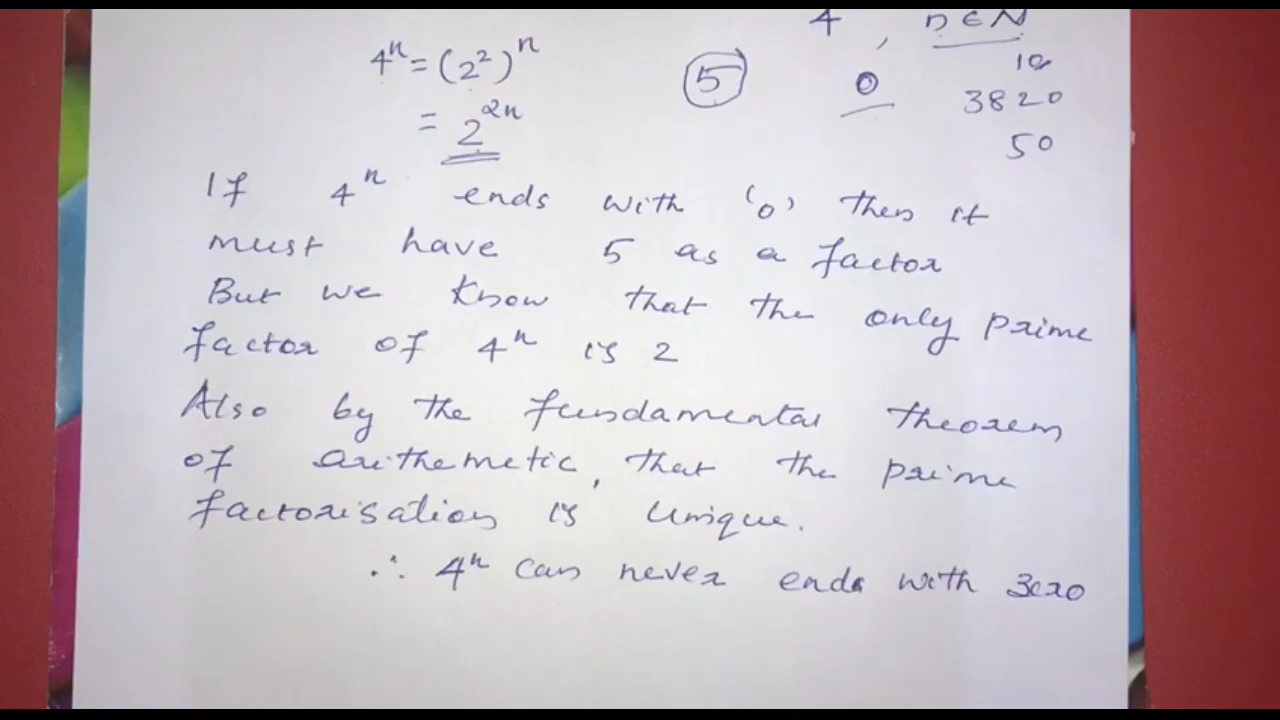 4 , n ∈ N
4ⁿ = (2²)ⁿ 5 0 10
= 2²ⁿ 3820
50
If 4ⁿ ends with '0' then it
must have 5 as a factor
But we know that the only prime
factor of 4ⁿ is 2
Also by the fundamental theorem
of arithemetic, that the prime
factorisation is unique.
∴ 4ⁿ can never ends with zero